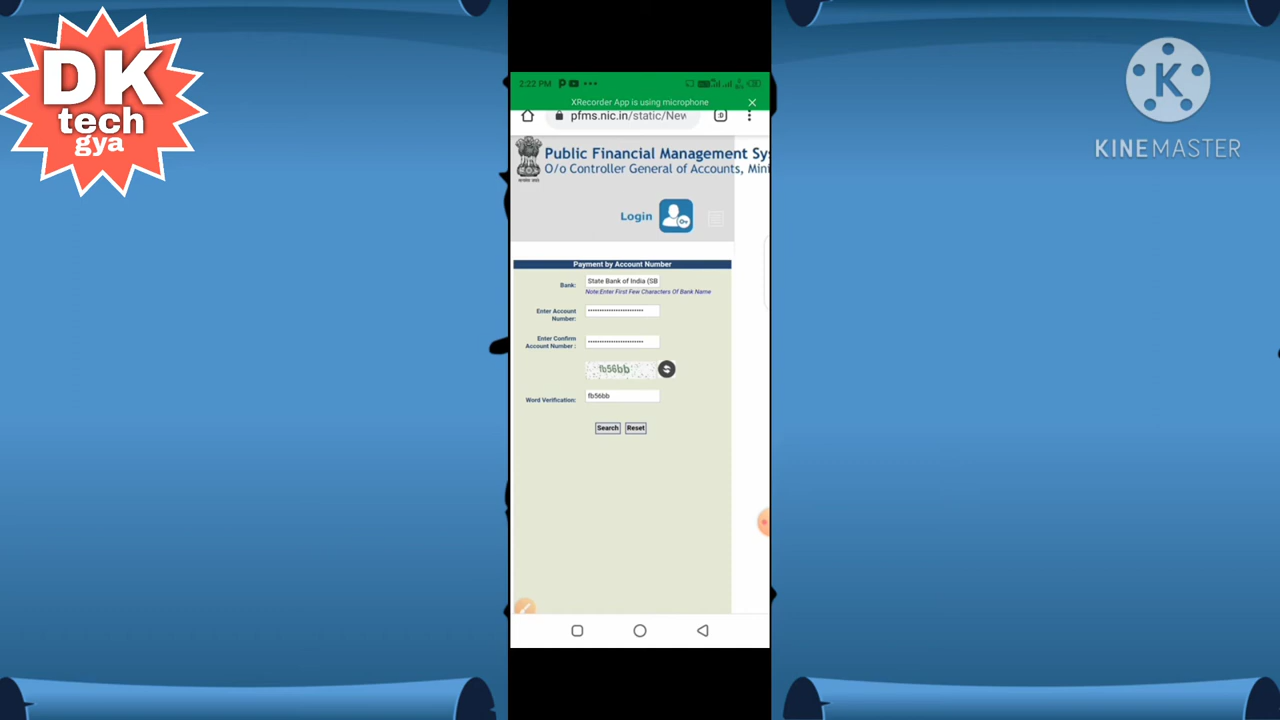 DK
tech
gya
KINEMASTER
2:22 PM
XRecorder App is using microphone
pfms.nic.in/static/New
Public Financial Management Sy
O/o Controller General of Accounts, Mini
Login
Payment by Account Number
Bank: State Bank of India (SB
Note:Enter First Few Characters Of Bank Name
Enter Account
Number:
Enter Confirm
Account Number :
fb56bb
Word Verification: fb56bb
Search Reset